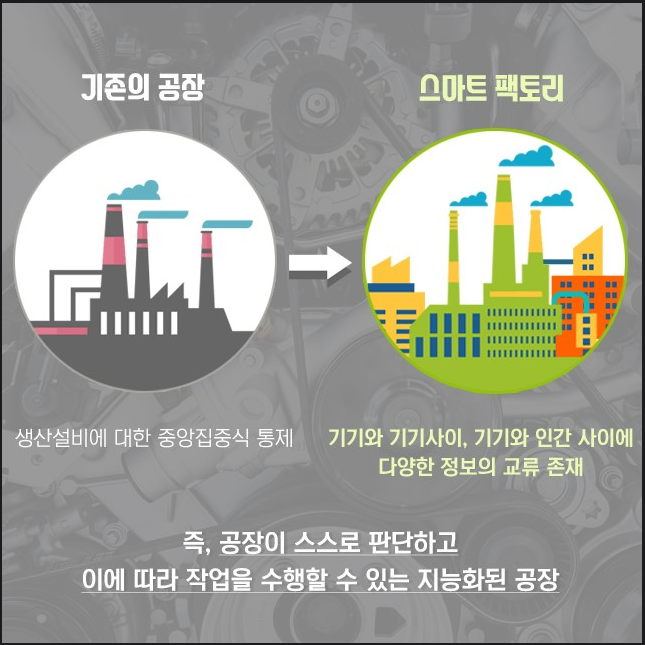 기존의 공장
스마트 팩토리
생산설비에 대한 중앙집중식 통제
기기와 기기사이, 기기와 인간 사이에
다양한 정보의 교류 존재
즉, 공장이 스스로 판단하고
이에 따라 작업을 수행할 수 있는 지능화된 공장